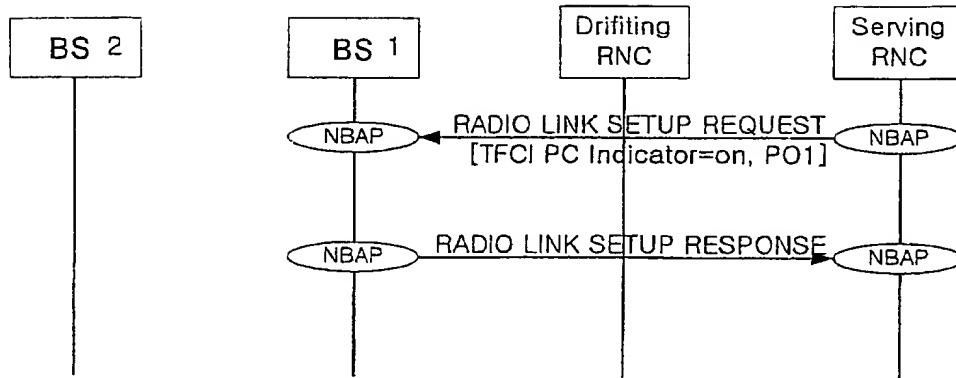 BS 2
BS 1
Drifiting
RNC
Serving
RNC
NBAP
RADIO LINK SETUP REQUEST
[TFCI PC Indicator=on, PO1]
NBAP
NBAP
RADIO LINK SETUP RESPONSE
NBAP